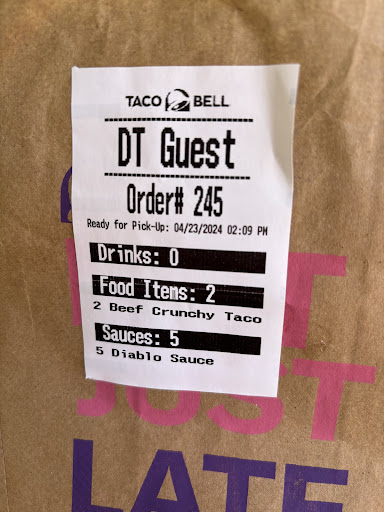 TACO BELL
DT Guest
Order# 245
Ready for Pick-Up: 04/23/2024 02:09 PM
Drinks: 0
Food Items: 2
2 Beef Crunchy Taco
Sauces: 5
5 Diablo Sauce
JUST
LATE